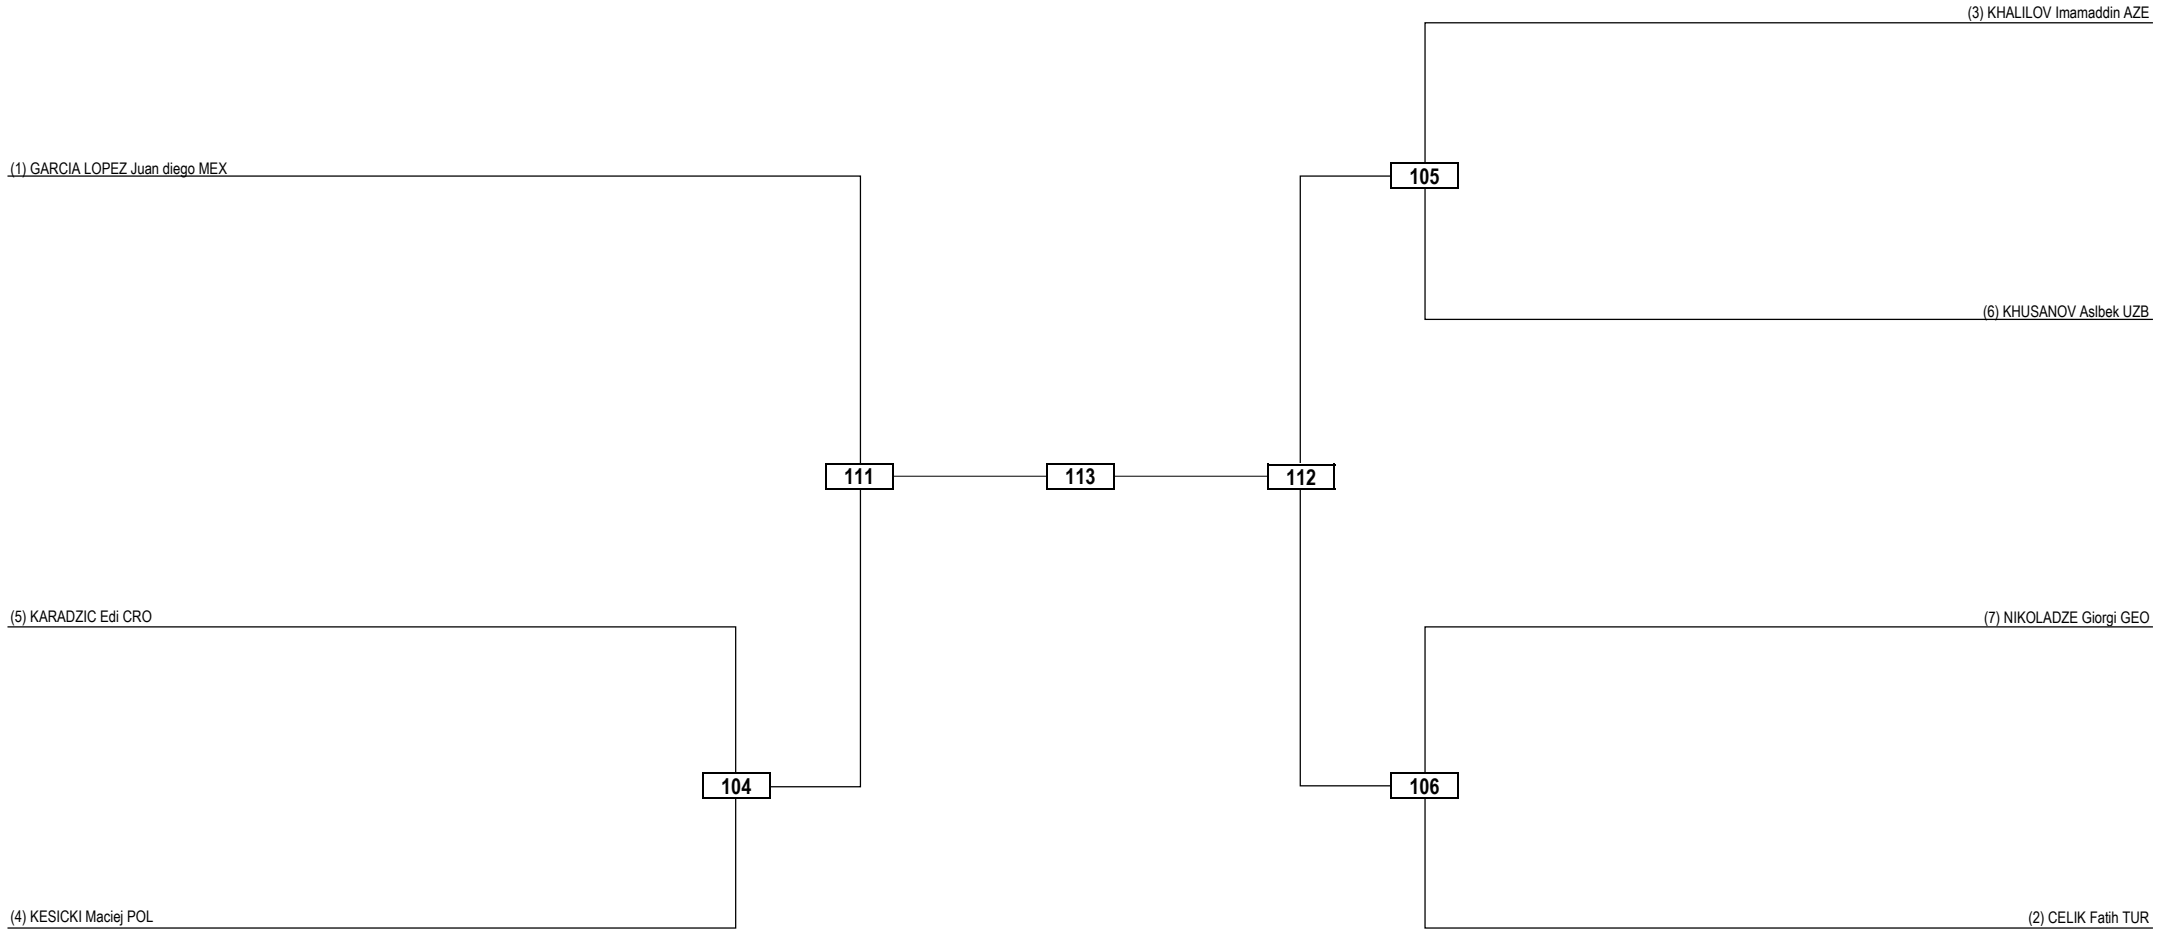 (3) KHALILOV Imamaddin AZE
(1) GARCIA LOPEZ Juan diego MEX
105
(6) KHUSANOV Aslbek UZB
111
113
112
(5) KARADZIC Edi CRO
(7) NIKOLADZE Giorgi GEO
104
106
(4) KESICKI Maciej POL
(2) CELIK Fatih TUR